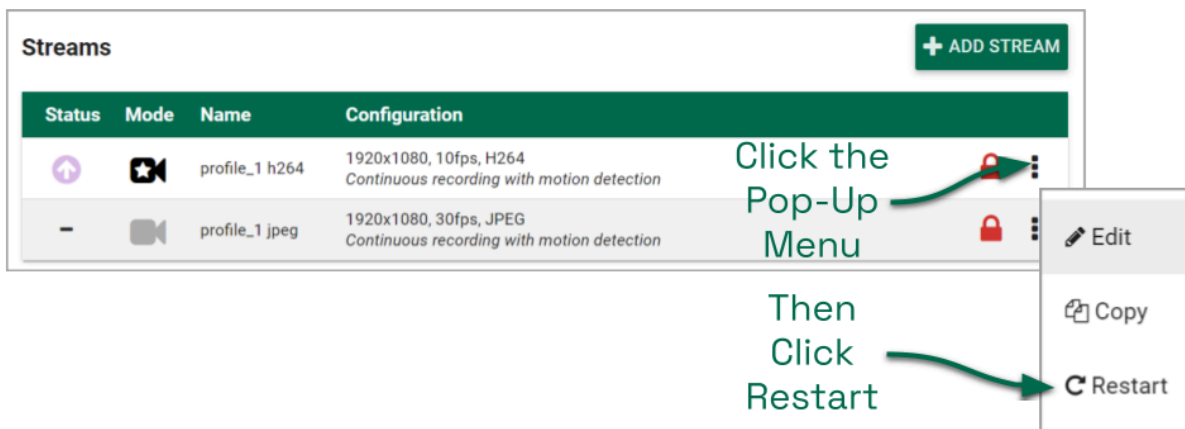 Streams
ADD STREAM
Status Mode Name Configuration
profile_1 h264
1920x1080, 10fps, H264
Continuous recording with motion detection
profile_1 jpeg
1920x1080, 30fps, JPEG
Continuous recording with motion detection
Click the
Pop-Up
Menu
Edit
Copy
Restart
Then
Click
Restart